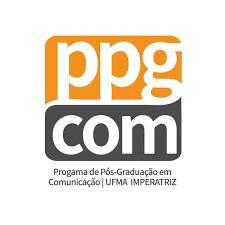 ppg
com
Progama de Pós-Graduação em
Comunicação | UFMA IMPERATRIZ